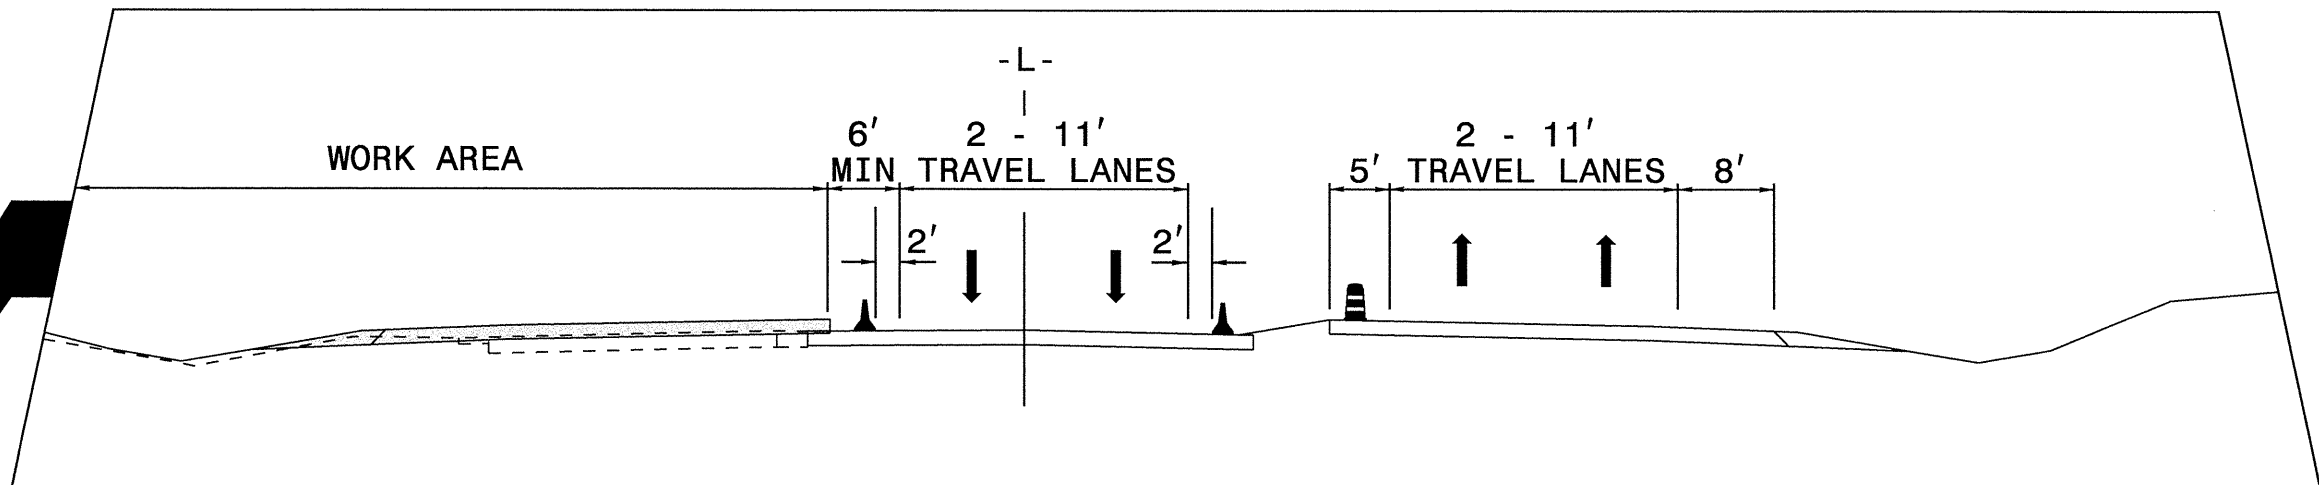 -L-
WORK AREA
6' MIN
2 - 11'
TRAVEL LANES
5'
2 - 11'
TRAVEL LANES
8'
2'
2'